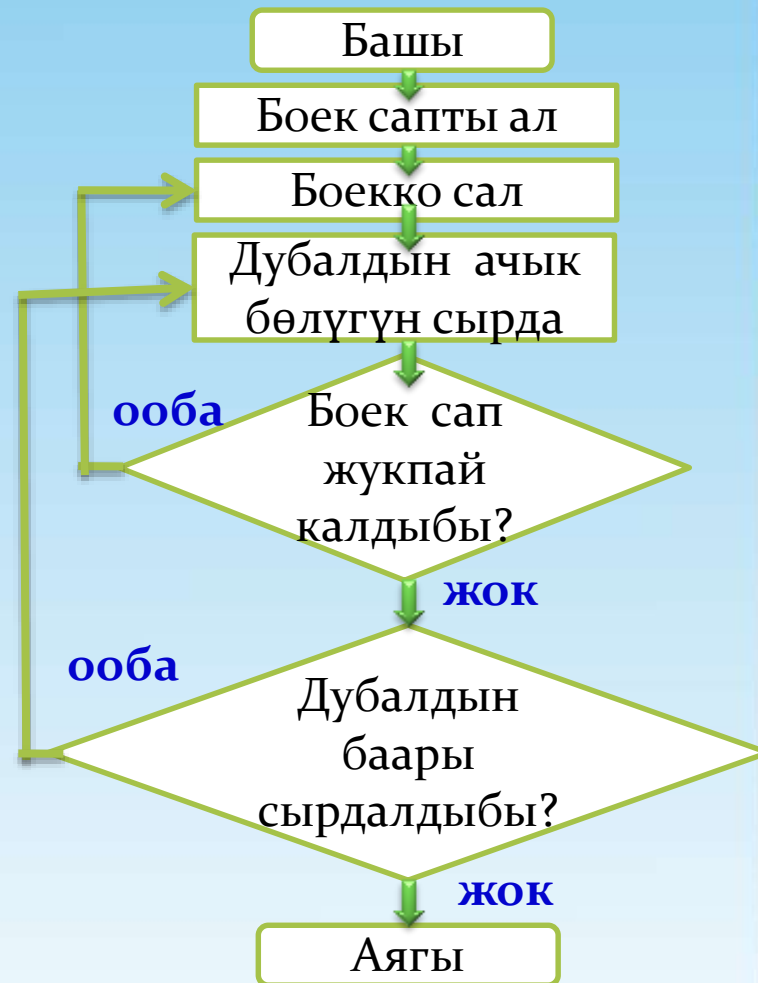 Башы
Боек сапты ал
Боекко сал
Дубалдын ачык
бөлүгүн сырда
ооба
Боек сап
жукпай
калдыбы?
жок
ооба
Дубалдын
баары
сырдалдыбы?
жок
Аягы